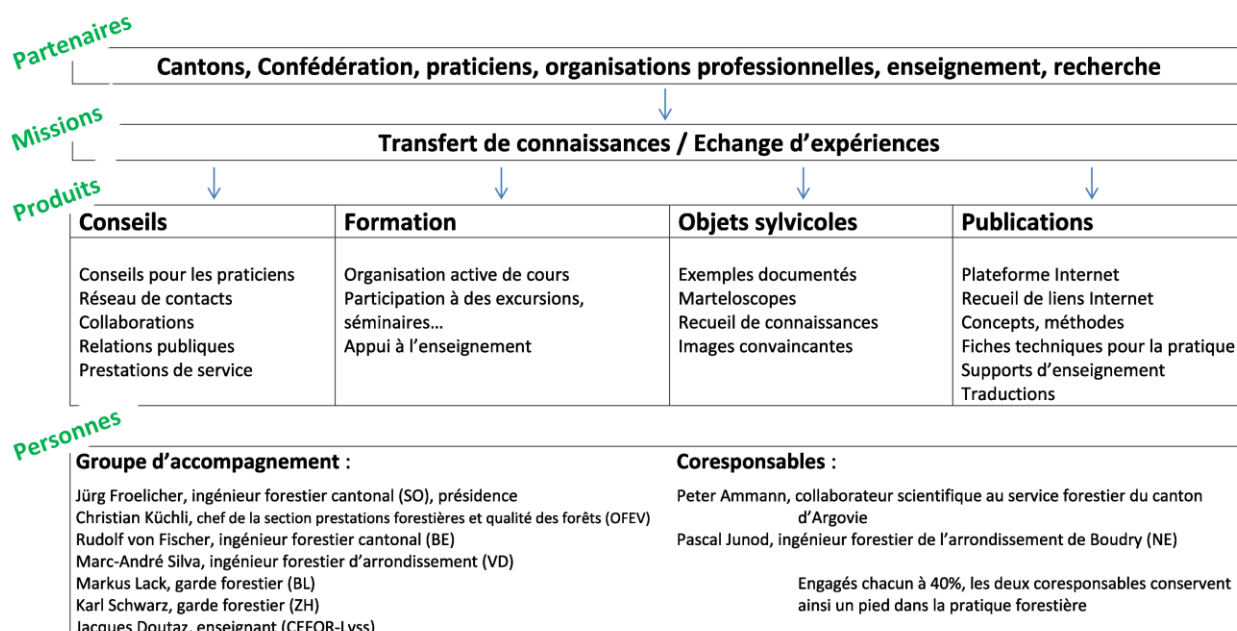 Partenaires
Cantons, Confédération, praticiens, organisations professionnelles, enseignement, recherche
Missions
Transfert de connaissances / Echange d’expériences
Produits
Conseils
Conseils pour les praticiens
Réseau de contacts
Collaborations
Relations publiques
Prestations de service
Formation
Organisation active de cours
Participation à des excursions,
séminaires...
Appui à l’enseignement
Objets sylvicoles
Exemples documentés
Marteloscopes
Recueil de connaissances
Images convaincantes
Publications
Plateforme Internet
Recueil de liens Internet
Concepts, méthodes
Fiches techniques pour la pratique
Supports d’enseignement
Traductions
Personnes
Groupe d’accompagnement :
Jürg Froelicher, ingénieur forestier cantonal (SO), présidence
Christian Küchli, chef de la section prestations forestières et qualité des forêts (OFEV)
Rudolf von Fischer, ingénieur forestier cantonal (BE)
Marc-André Silva, ingénieur forestier d’arrondissement (VD)
Markus Lack, garde forestier (BL)
Karl Schwarz, garde forestier (ZH)
Jacques Doutaz, enseignant (CEFOR-Lyss)
Coresponsables :
Peter Ammann, collaborateur scientifique au service forestier du canton
d’Argovie
Pascal Junod, ingénieur forestier de l’arrondissement de Boudry (NE)
Engagés chacun à 40%, les deux coresponsables conservent
ainsi un pied dans la pratique forestière